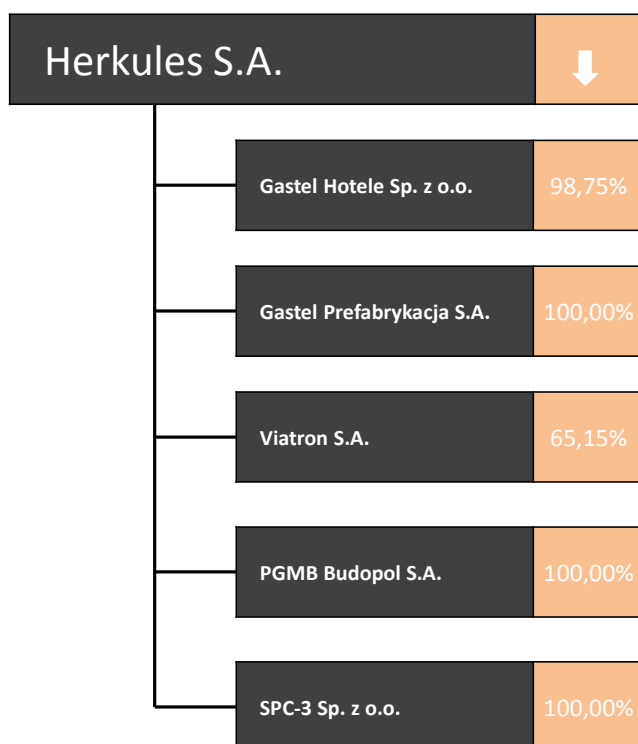 Herkules S.A.
Gastel Hotele Sp. z o.o. 98,75%
Gastel Prefabrykacja S.A. 100,00%
Viatron S.A. 65,15%
PGMB Budopol S.A. 100,00%
SPC-3 Sp. z o.o. 100,00%